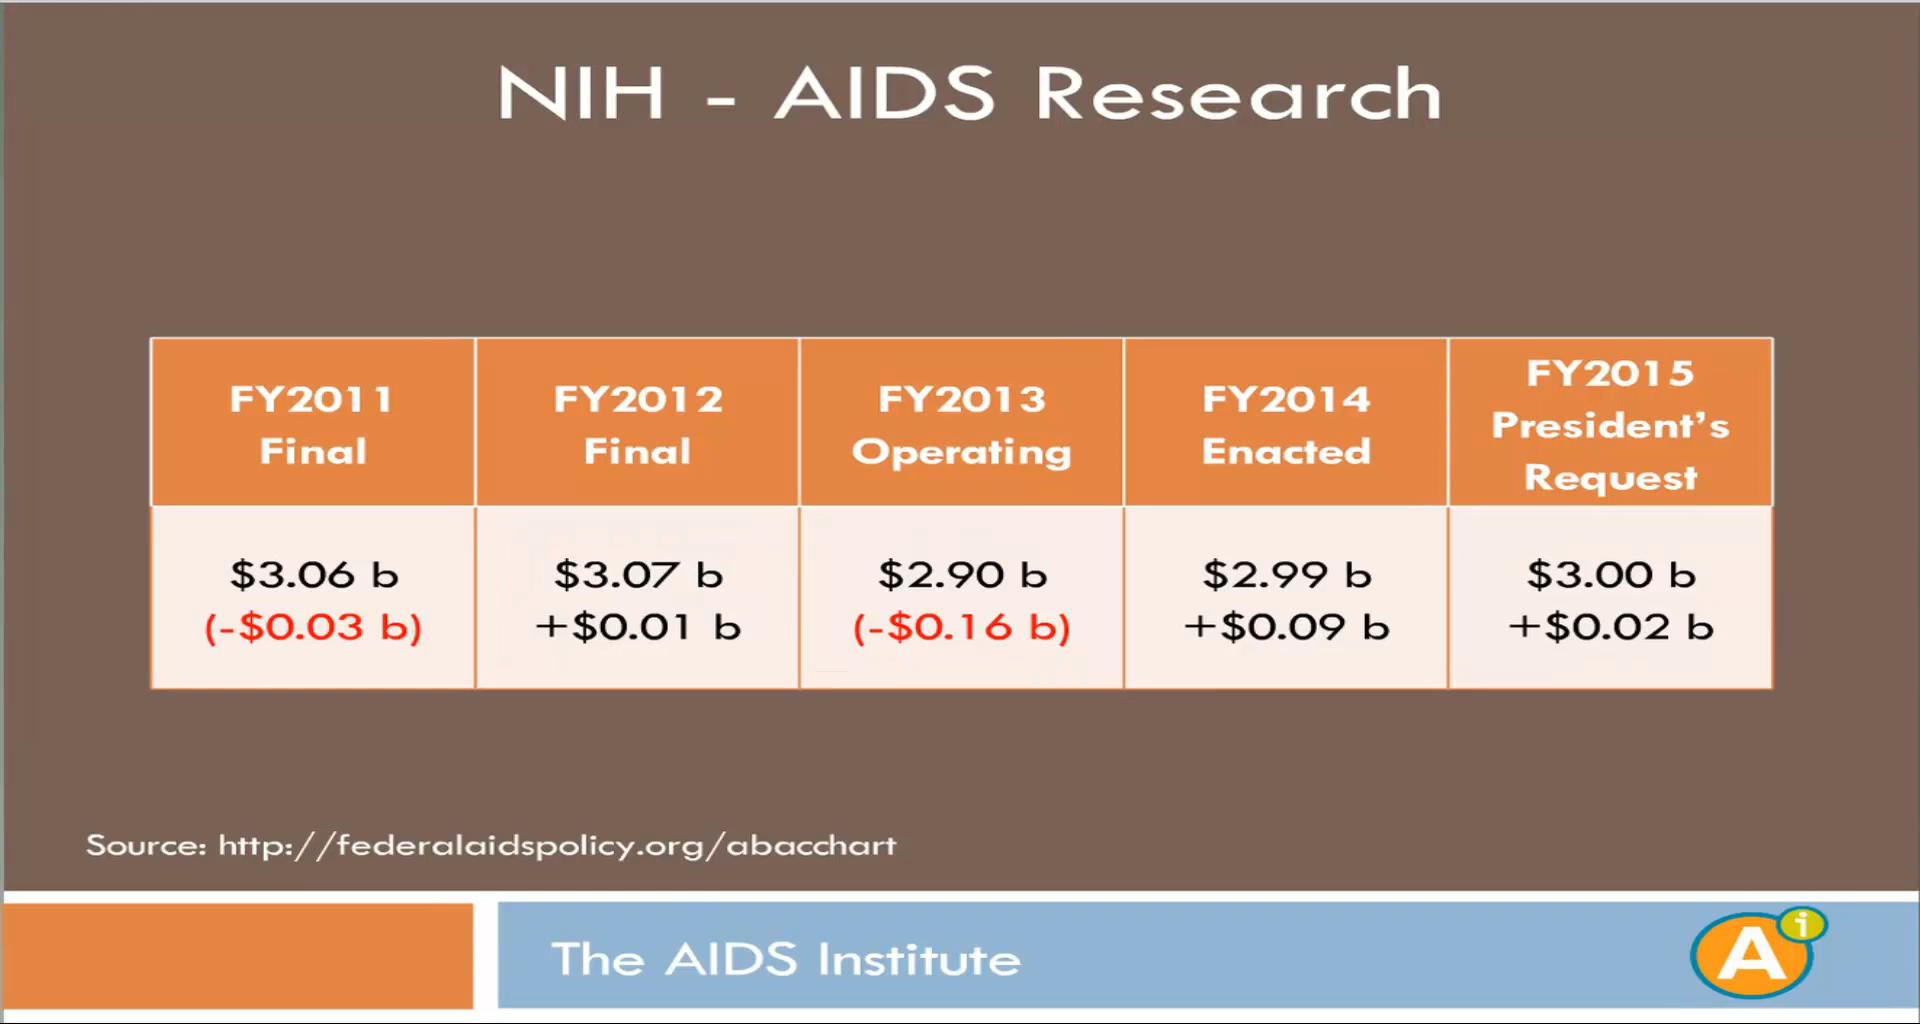 NIH - AIDS Research
FY2011
Final
FY2012
Final
FY2013
Operating
FY2014
Enacted
FY2015
President’s
Request
$3.06 b
(-$0.03 b)
$3.07 b
+$0.01 b
$2.90 b
(-$0.16 b)
$2.99 b
+$0.09 b
$3.00 b
+$0.02 b
Source: http://federalaidspolicy.org/abacchart
The AIDS Institute
A i